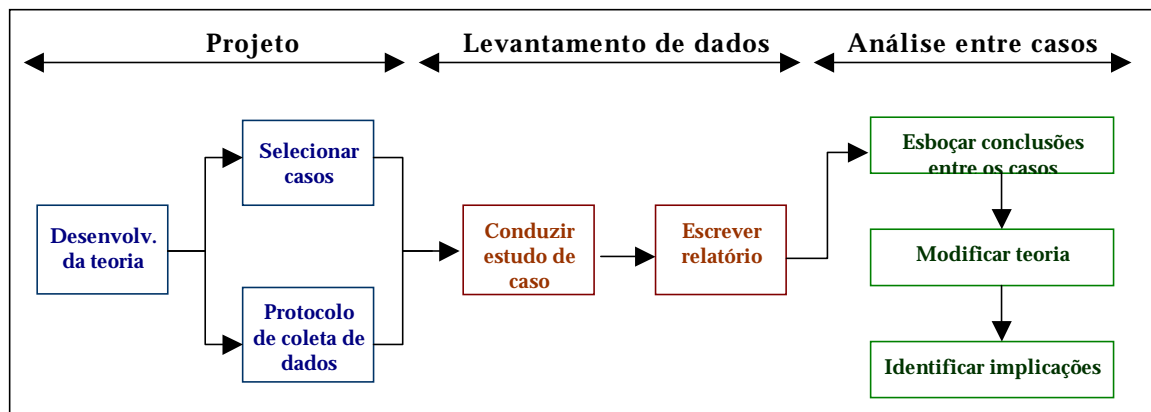 Projeto
Levantamento de dados
Análise entre casos
Desenvolv.
da teoria
Selecionar
casos
Protocolo
de coleta de
dados
Conduzir
estudo de
caso
Escrever
relatório
Esboçar conclusões
entre os casos
Modificar teoria
Identificar implicações